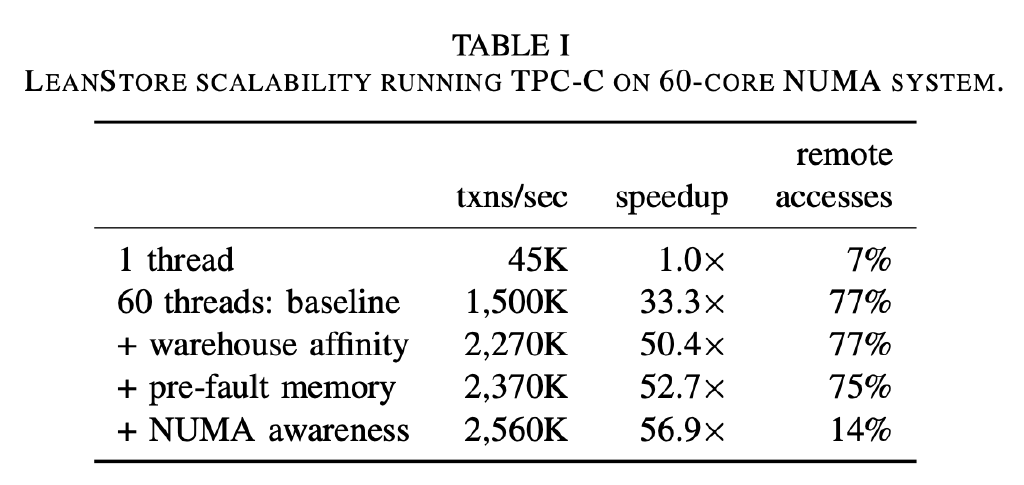 TABLE I
LEANSTORE SCALABILITY RUNNING TPC-C ON 60-CORE NUMA SYSTEM.
remote
txns/sec speedup accesses
1 thread 45K 1.0× 7%
60 threads: baseline 1,500K 33.3× 77%
+ warehouse affinity 2,270K 50.4× 77%
+ pre-fault memory 2,370K 52.7× 75%
+ NUMA awareness 2,560K 56.9× 14%